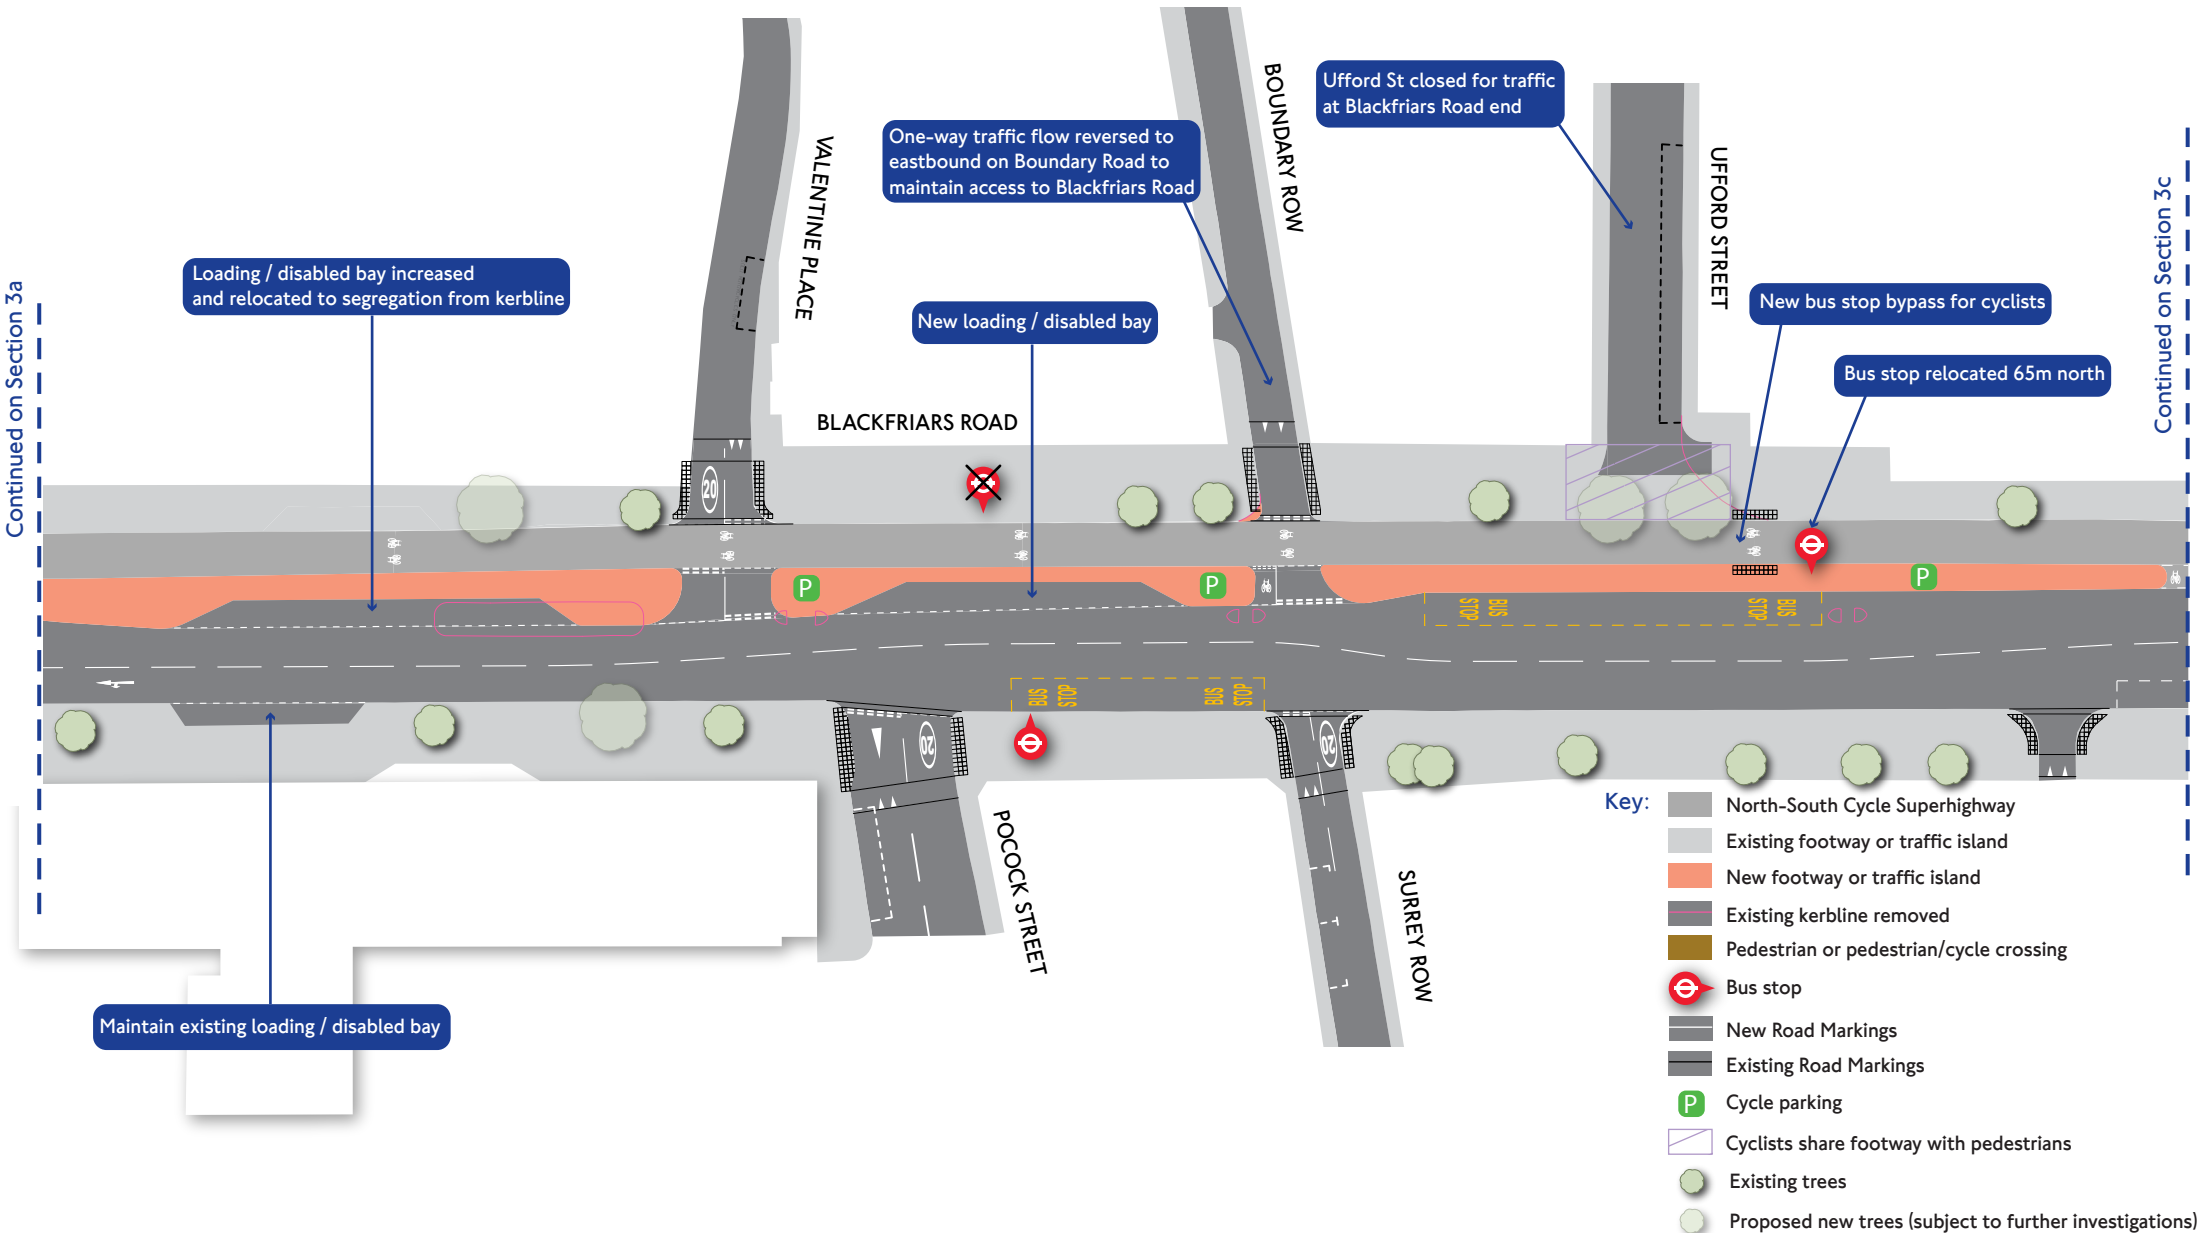 Ufford St closed for traffic
at Blackfriars Road end
One-way traffic flow reversed to
eastbound on Boundary Road to
maintain access to Blackfriars Road
BOUNDARY ROW
VALENTINE PLACE
UFFORD STREET
Continued on Section 3a
Continued on Section 3c
Loading / disabled bay increased
and relocated to segregation from kerbline
New loading / disabled bay
New bus stop bypass for cyclists
Bus stop relocated 65m north
BLACKFRIARS ROAD
20
P
P
P
BUS
STOP
BUS
STOP
BUS
STOP
BUS
STOP
20
20
POCOCK STREET
SURREY ROW
Maintain existing loading / disabled bay
Key:
North-South Cycle Superhighway
Existing footway or traffic island
New footway or traffic island
Existing kerbline removed
Pedestrian or pedestrian/cycle crossing
Bus stop
New Road Markings
Existing Road Markings
P
Cycle parking
Cyclists share footway with pedestrians
Existing trees
Proposed new trees (subject to further investigations)